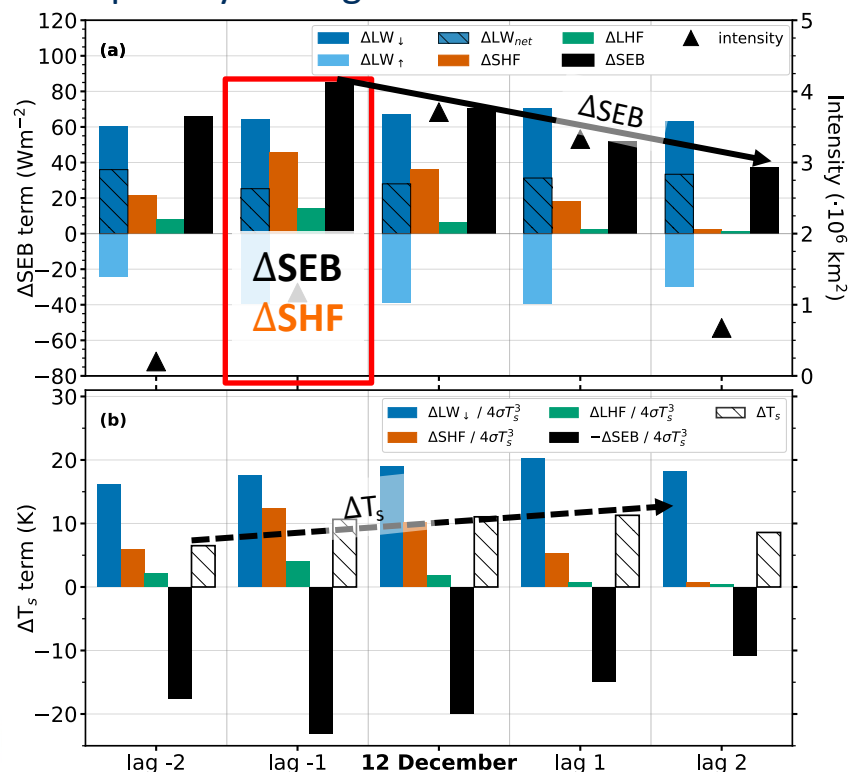 120
100
80
60
40
20
0
−20
−40
−60
−80
ΔSEB term (Wm⁻²)
(a)
ΔLW↓
ΔLW↑
ΔLWnet
ΔSHF
ΔLHF
ΔSEB
intensity
ΔSEB
ΔSEB
ΔSHF
5
4
3
2
1
0
Intensity (·10⁶ km²)
30
20
10
0
−10
−20
ΔTs term (K)
(b)
ΔLW↓ / 4σTs³
ΔSHF / 4σTs³
ΔLHF / 4σTs³
−ΔSEB / 4σTs³
ΔTs
ΔTs
lag -2
lag -1
12 December
lag 1
lag 2